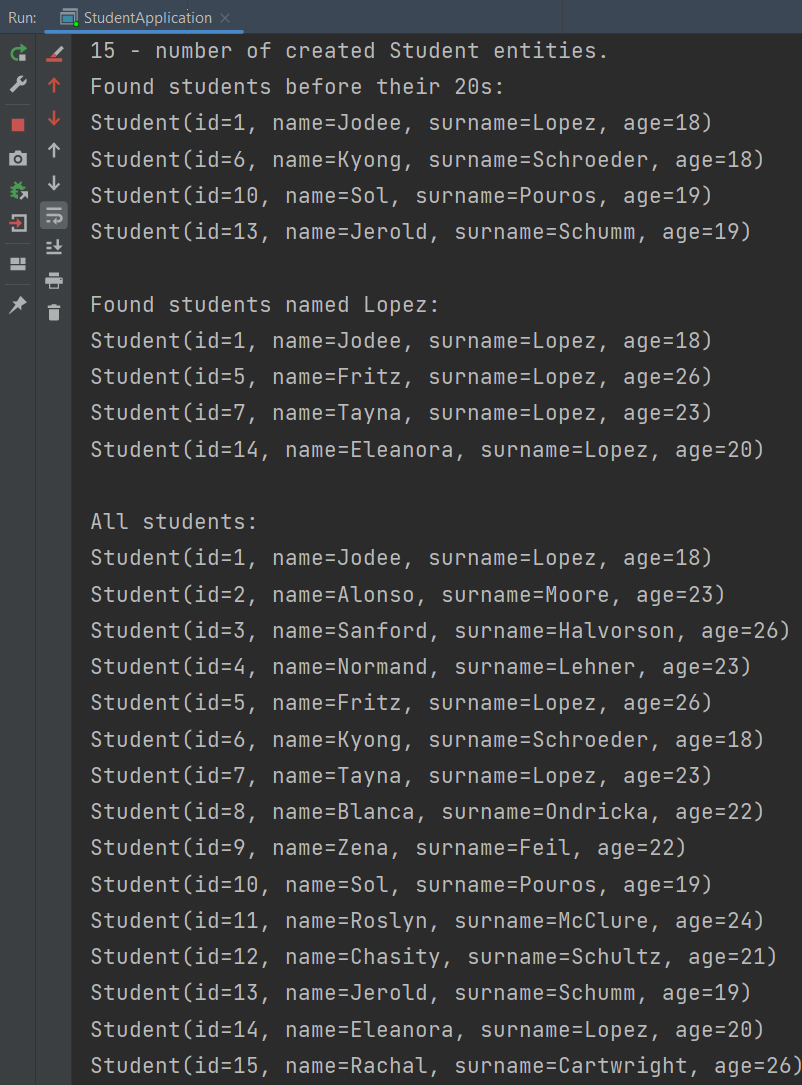 Run: StudentApplication
15 - number of created Student entities.
Found students before their 20s:
Student(id=1, name=Jodee, surname=Lopez, age=18)
Student(id=6, name=Kyong, surname=Schroeder, age=18)
Student(id=10, name=Sol, surname=Pouros, age=19)
Student(id=13, name=Jerold, surname=Schumm, age=19)
Found students named Lopez:
Student(id=1, name=Jodee, surname=Lopez, age=18)
Student(id=5, name=Fritz, surname=Lopez, age=26)
Student(id=7, name=Tayna, surname=Lopez, age=23)
Student(id=14, name=Eleanora, surname=Lopez, age=20)
All students:
Student(id=1, name=Jodee, surname=Lopez, age=18)
Student(id=2, name=Alonso, surname=Moore, age=23)
Student(id=3, name=Sanford, surname=Halvorson, age=26)
Student(id=4, name=Normand, surname=Lehner, age=23)
Student(id=5, name=Fritz, surname=Lopez, age=26)
Student(id=6, name=Kyong, surname=Schroeder, age=18)
Student(id=7, name=Tayna, surname=Lopez, age=23)
Student(id=8, name=Blanca, surname=Ondricka, age=22)
Student(id=9, name=Zena, surname=Feil, age=22)
Student(id=10, name=Sol, surname=Pouros, age=19)
Student(id=11, name=Roslyn, surname=McClure, age=24)
Student(id=12, name=Chasity, surname=Schultz, age=21)
Student(id=13, name=Jerold, surname=Schumm, age=19)
Student(id=14, name=Eleanora, surname=Lopez, age=20)
Student(id=15, name=Rachal, surname=Cartwright, age=26)